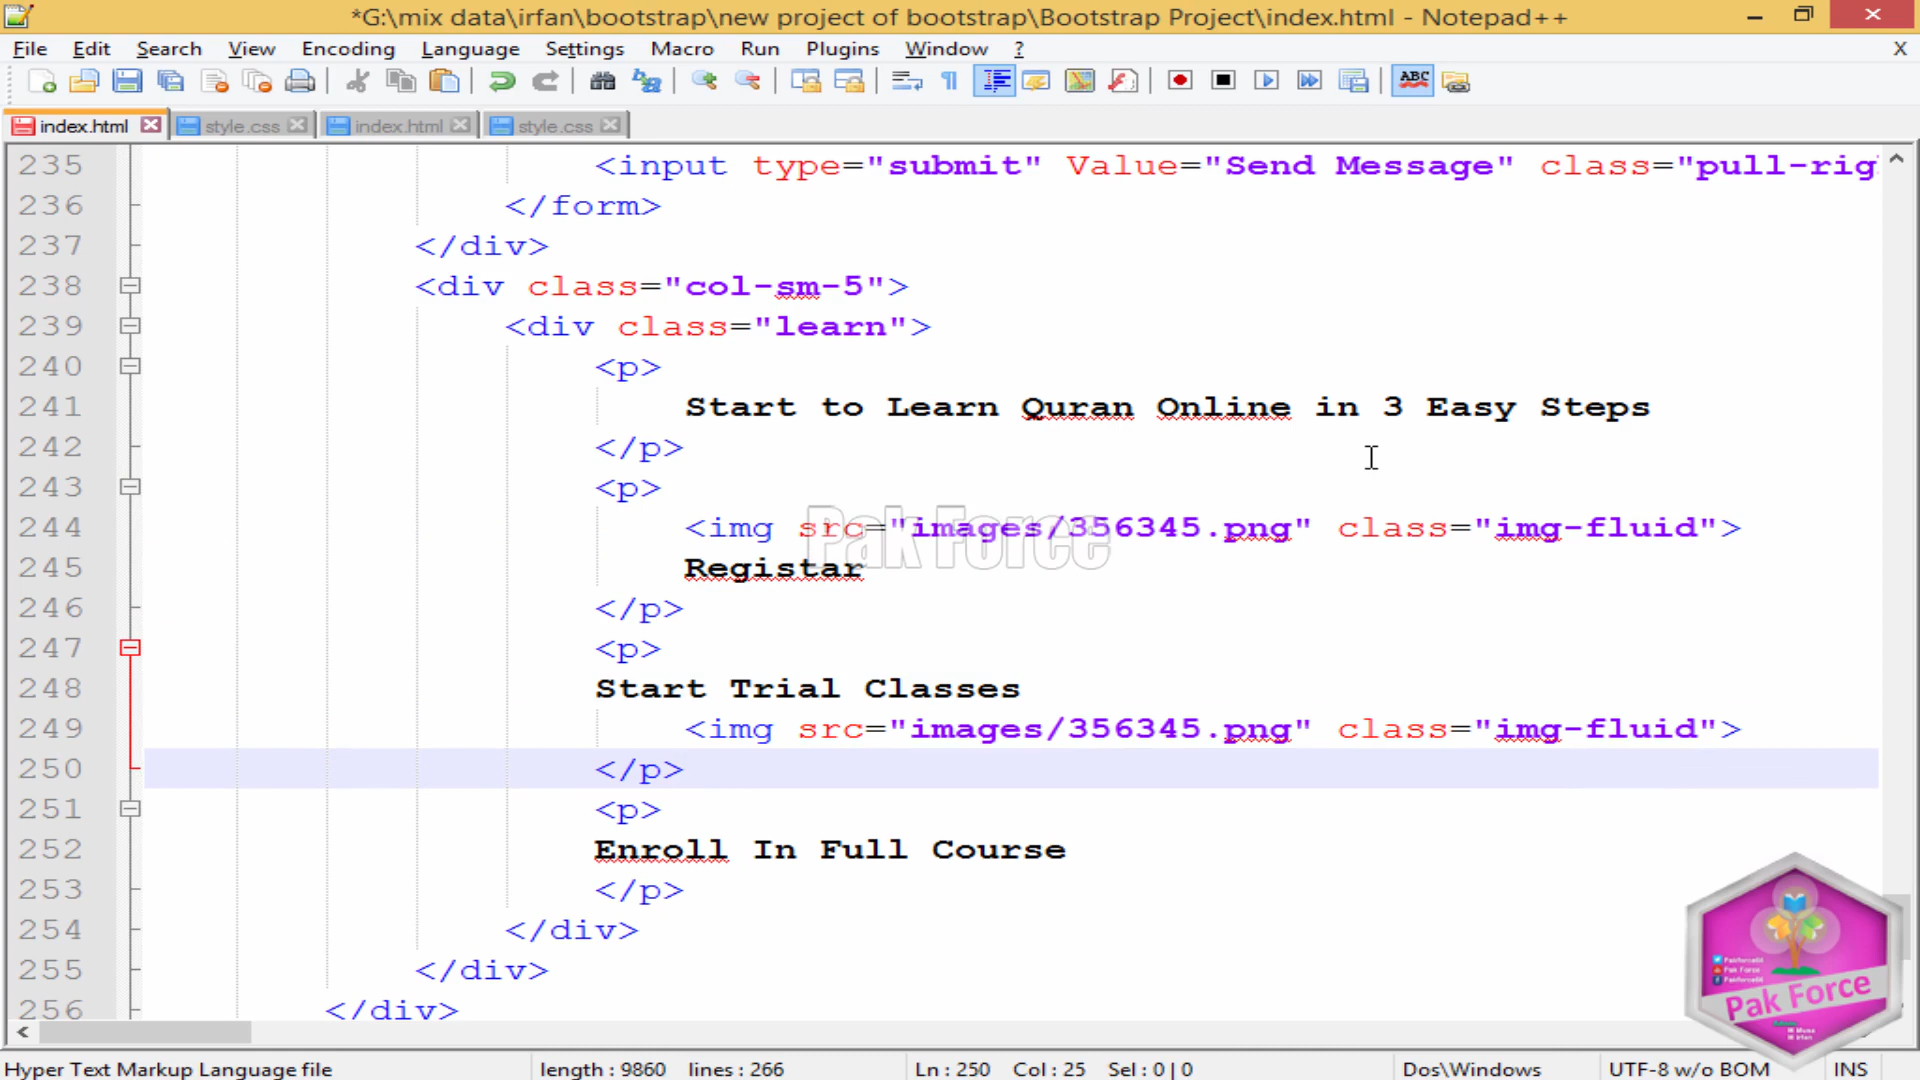 *G:\mix data\irfan\bootstrap\new project of bootstrap\Bootstrap Project\index.html - Notepad++
File Edit Search View Encoding Language Settings Macro Run Plugins Window ? X
ABC
index.html style.css index.html style.css
235 <input type="submit" Value="Send Message" class="pull-rig
236 </form>
237 </div>
238 <div class="col-sm-5">
239 <div class="learn">
240 <p>
241 Start to Learn Quran Online in 3 Easy Steps
242 </p>
243 <p>
244 <img src="images/356345.png" class="img-fluid">
Pak Force
245 Registar
246 </p>
247 <p>
248 Start Trial Classes
249 <img src="images/356345.png" class="img-fluid">
250 </p>
251 <p>
252 Enroll In Full Course
253 </p>
254 </div>
255 </div>
256 </div>
Pak Force
Pak Force
Hyper Text Markup Language file length : 9860 lines : 266 Ln : 250 Col : 25 Sel : 0 | 0 Dos\Windows UTF-8 w/o BOM INS